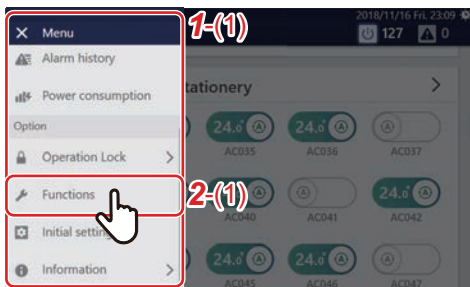 2018/11/16 Fri. 23:09
× Menu
1-(1)
127
0
Alarm history
Power consumption
tationery
Option
24.0 (A)
24.0 (A)
(A)
Operation Lock
AC035
AC036
AC037
Functions
2-(1)
(A)
(A)
24.0 (A)
AC040
AC041
AC042
Initial setting
24.0 (A)
24.0 (A)
(A)
Information
AC045
AC046
AC047